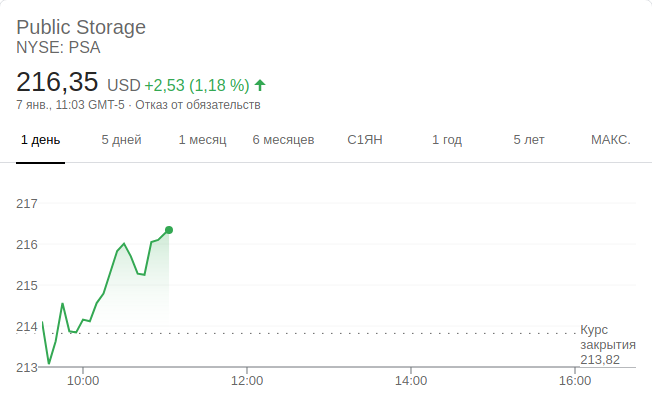 Public Storage
NYSE: PSA
216,35 USD +2,53 (1,18 %)
7 янв., 11:03 GMT-5 · Отказ от обязательств
1 день 5 дней 1 месяц 6 месяцев С1ЯН 1 год 5 лет МАКС.
217
216
215
214
Курс
закрытия
213,82
213
10:00 12:00 14:00 16:00